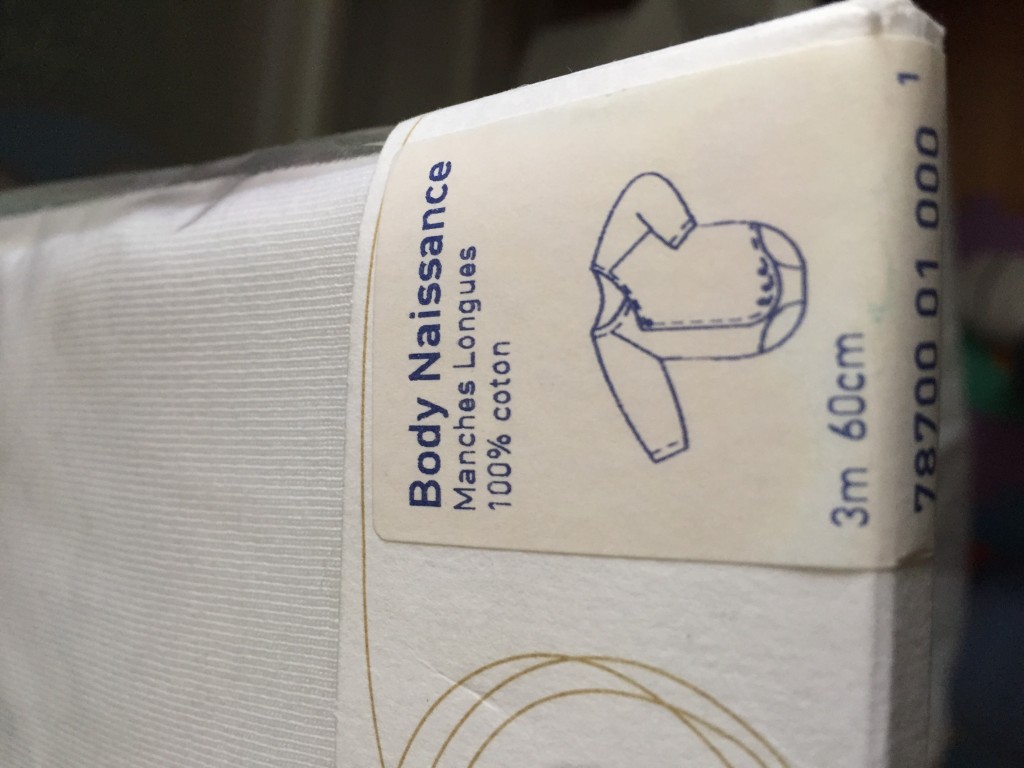 Body Naissance
Manches Longues
100% coton
3m 60cm
78700 01 000 1